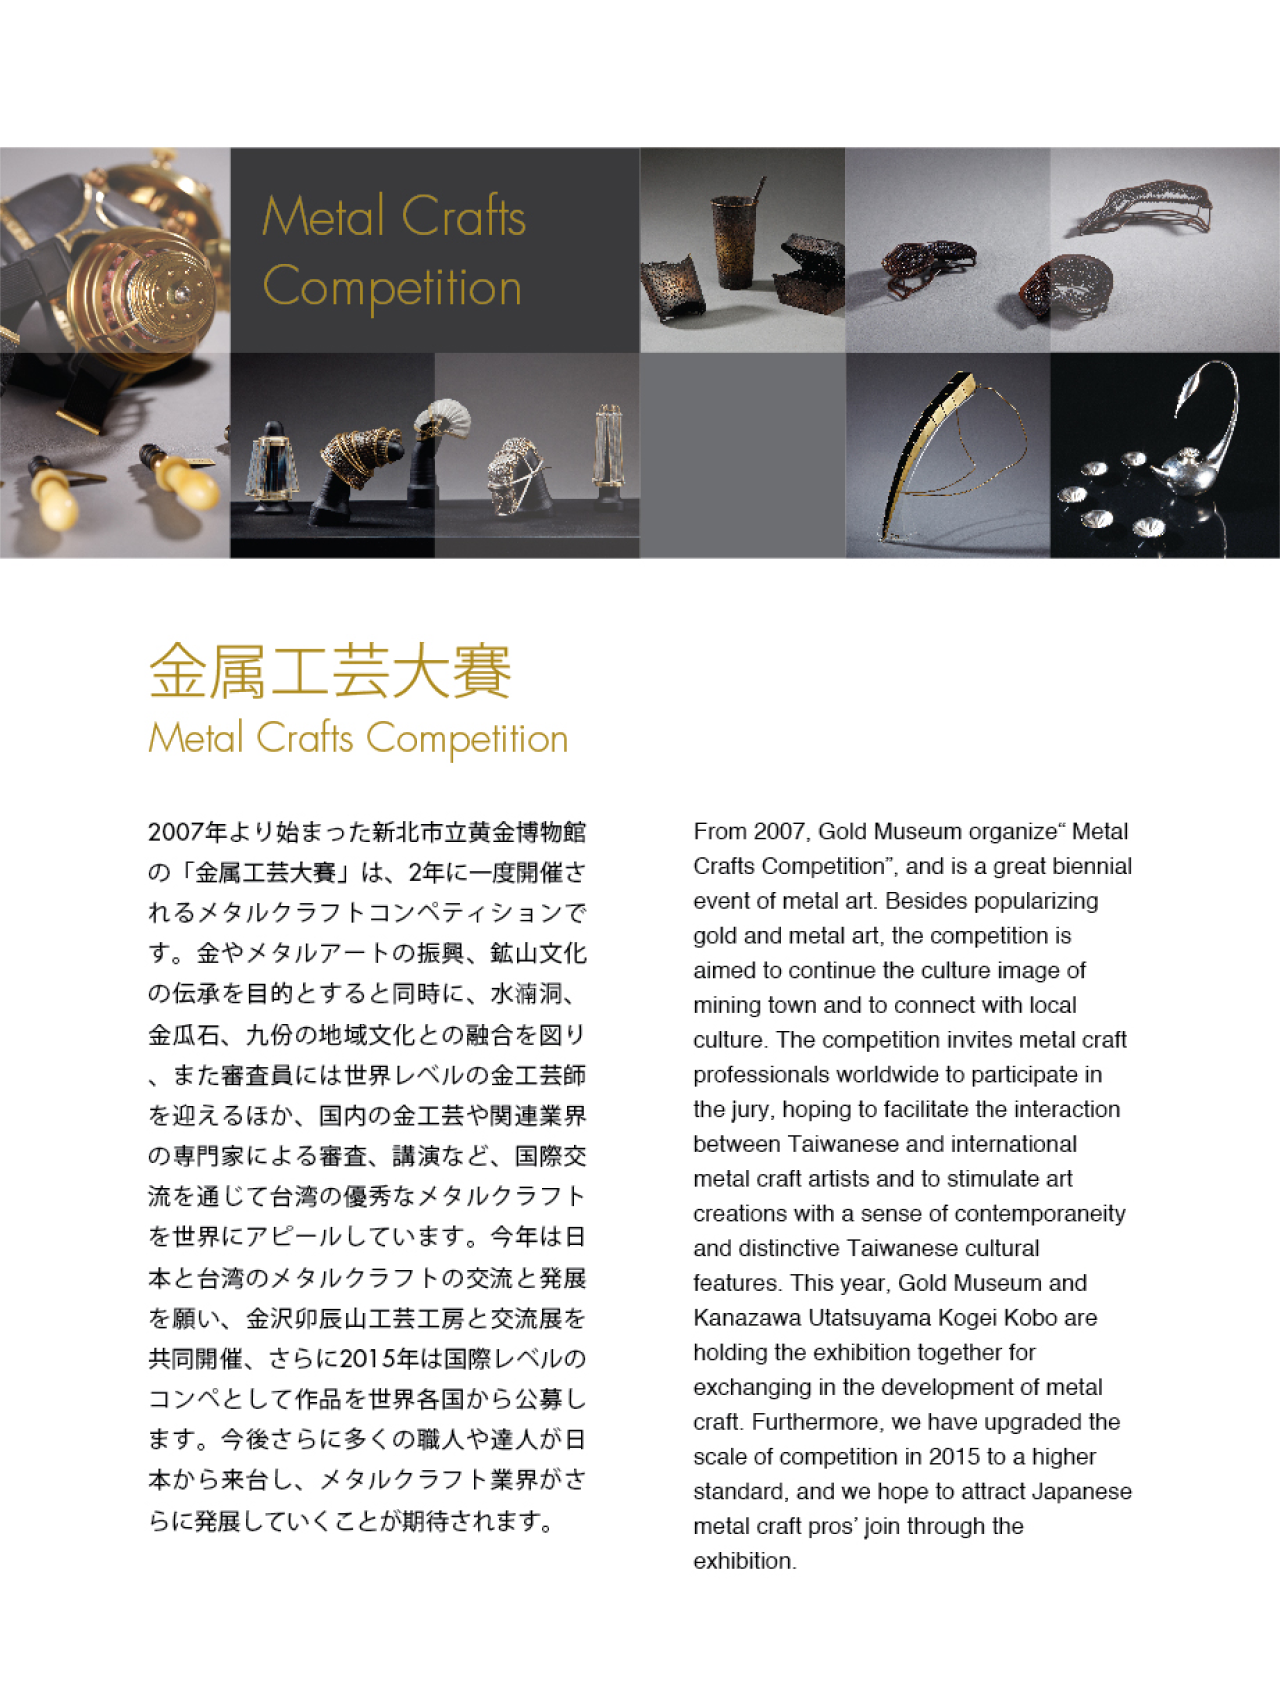 Metal Crafts
Competition
金属工芸大賽
Metal Crafts Competition
2007年より始まった新北市立黄金博物館
の「金属工芸大賽」は、2年に一度開催さ
れるメタルクラフトコンペティションで
す。金やメタルアートの振興、鉱山文化
の伝承を目的とすると同時に、水湳洞、
金瓜石、九份の地域文化との融合を図り
、また審査員には世界レベルの金工芸師
を迎えるほか、国内の金工芸や関連業界
の専門家による審査、講演など、国際交
流を通じて台湾の優秀なメタルクラフト
を世界にアピールしています。今年は日
本と台湾のメタルクラフトの交流と発展
を願い、金沢卯辰山工芸工房と交流展を
共同開催、さらに2015年は国際レベルの
コンペとして作品を世界各国から公募し
ます。今後さらに多くの職人や達人が日
本から来台し、メタルクラフト業界がさ
らに発展していくことが期待されます。
From 2007, Gold Museum organize“ Metal
Crafts Competition”, and is a great biennial
event of metal art. Besides popularizing
gold and metal art, the competition is
aimed to continue the culture image of
mining town and to connect with local
culture. The competition invites metal craft
professionals worldwide to participate in
the jury, hoping to facilitate the interaction
between Taiwanese and international
metal craft artists and to stimulate art
creations with a sense of contemporaneity
and distinctive Taiwanese cultural
features. This year, Gold Museum and
Kanazawa Utatsuyama Kogei Kobo are
holding the exhibition together for
exchanging in the development of metal
craft. Furthermore, we have upgraded the
scale of competition in 2015 to a higher
standard, and we hope to attract Japanese
metal craft pros’ join through the
exhibition.